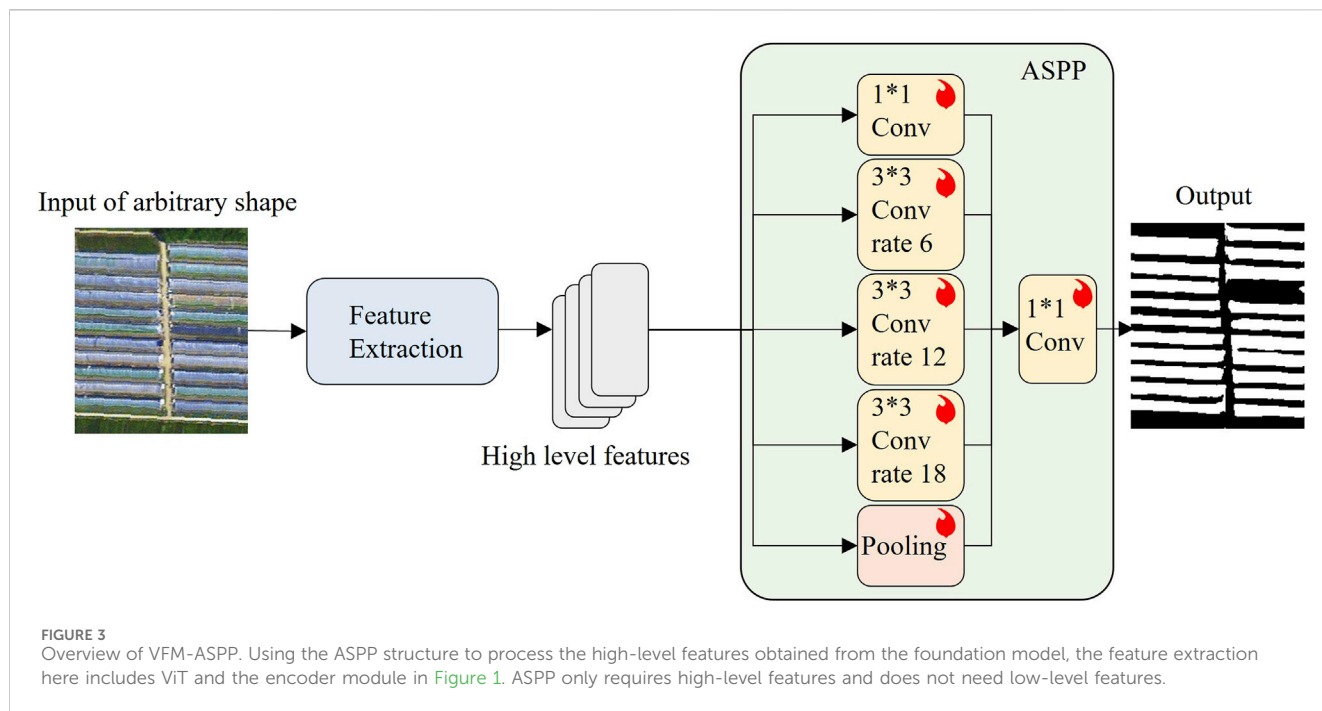 ASPP
1*1
Conv
3*3
Conv
rate 6
3*3
Conv
rate 12
3*3
Conv
rate 18
Pooling
1*1
Conv
Input of arbitrary shape
Feature
Extraction
High level features
Output
FIGURE 3
Overview of VFM-ASPP. Using the ASPP structure to process the high-level features obtained from the foundation model, the feature extraction
here includes ViT and the encoder module in Figure 1. ASPP only requires high-level features and does not need low-level features.